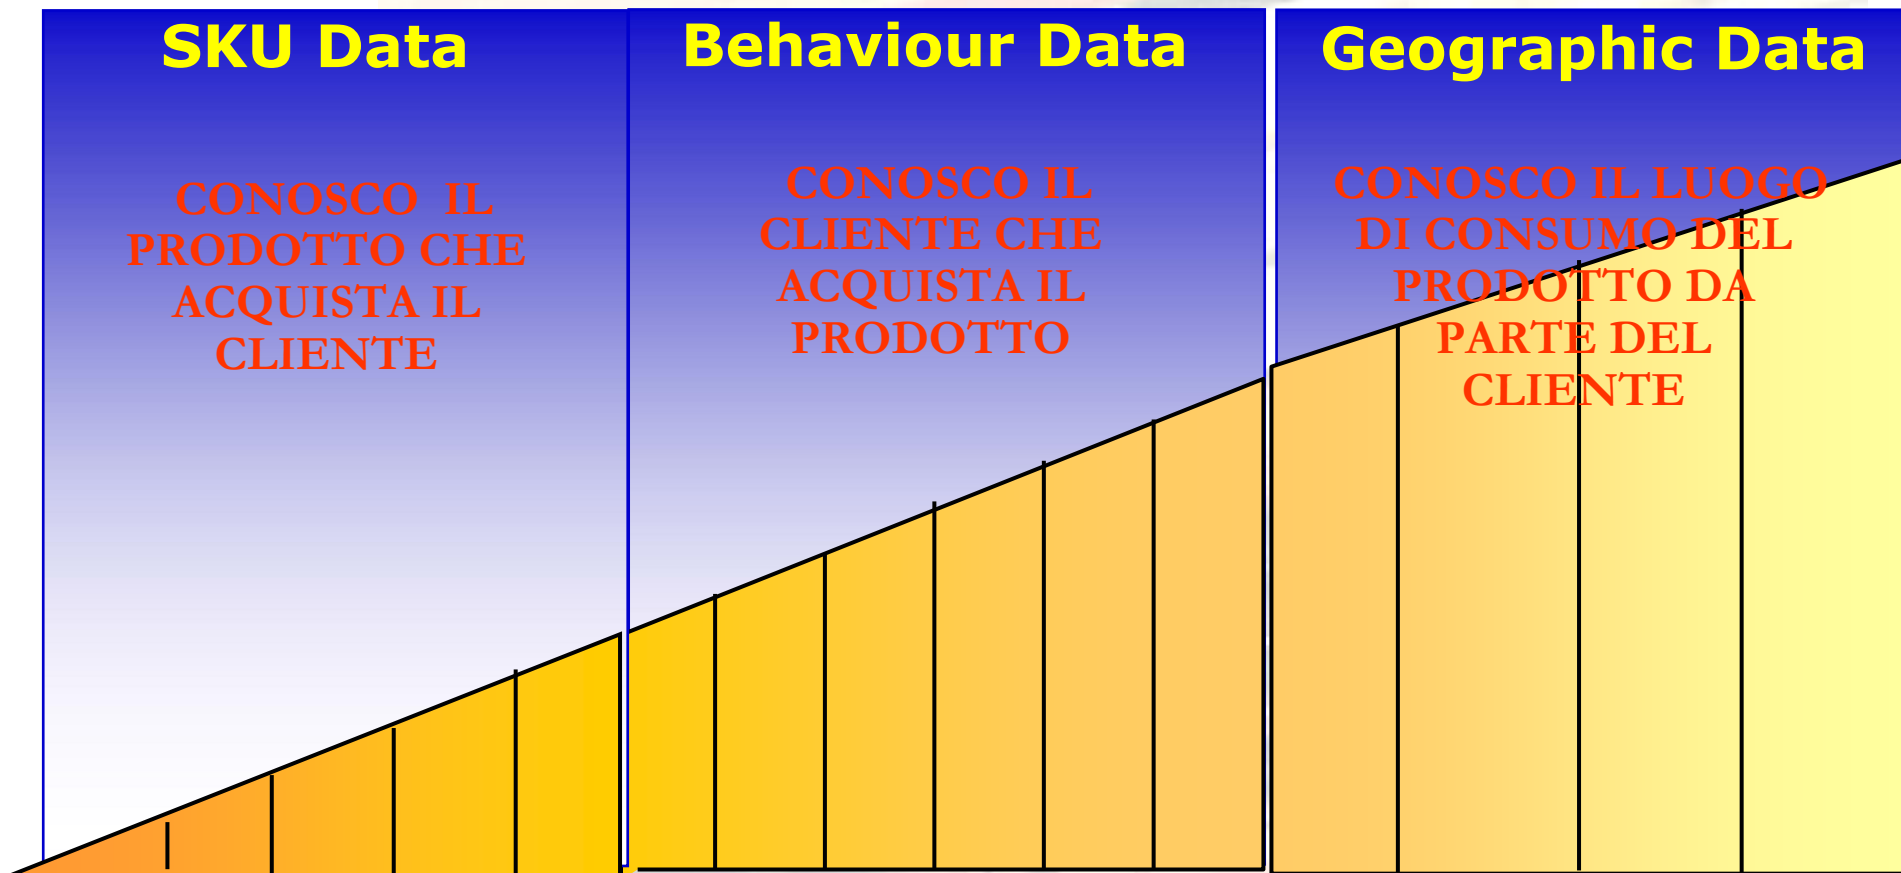 SKU Data
CONOSCO IL
PRODOTTO CHE
ACQUISTA IL
CLIENTE
Behaviour Data
CONOSCO IL
CLIENTE CHE
ACQUISTA IL
PRODOTTO
Geographic Data
CONOSCO IL LUOGO
DI CONSUMO DEL
PRODOTTO DA
PARTE DEL
CLIENTE